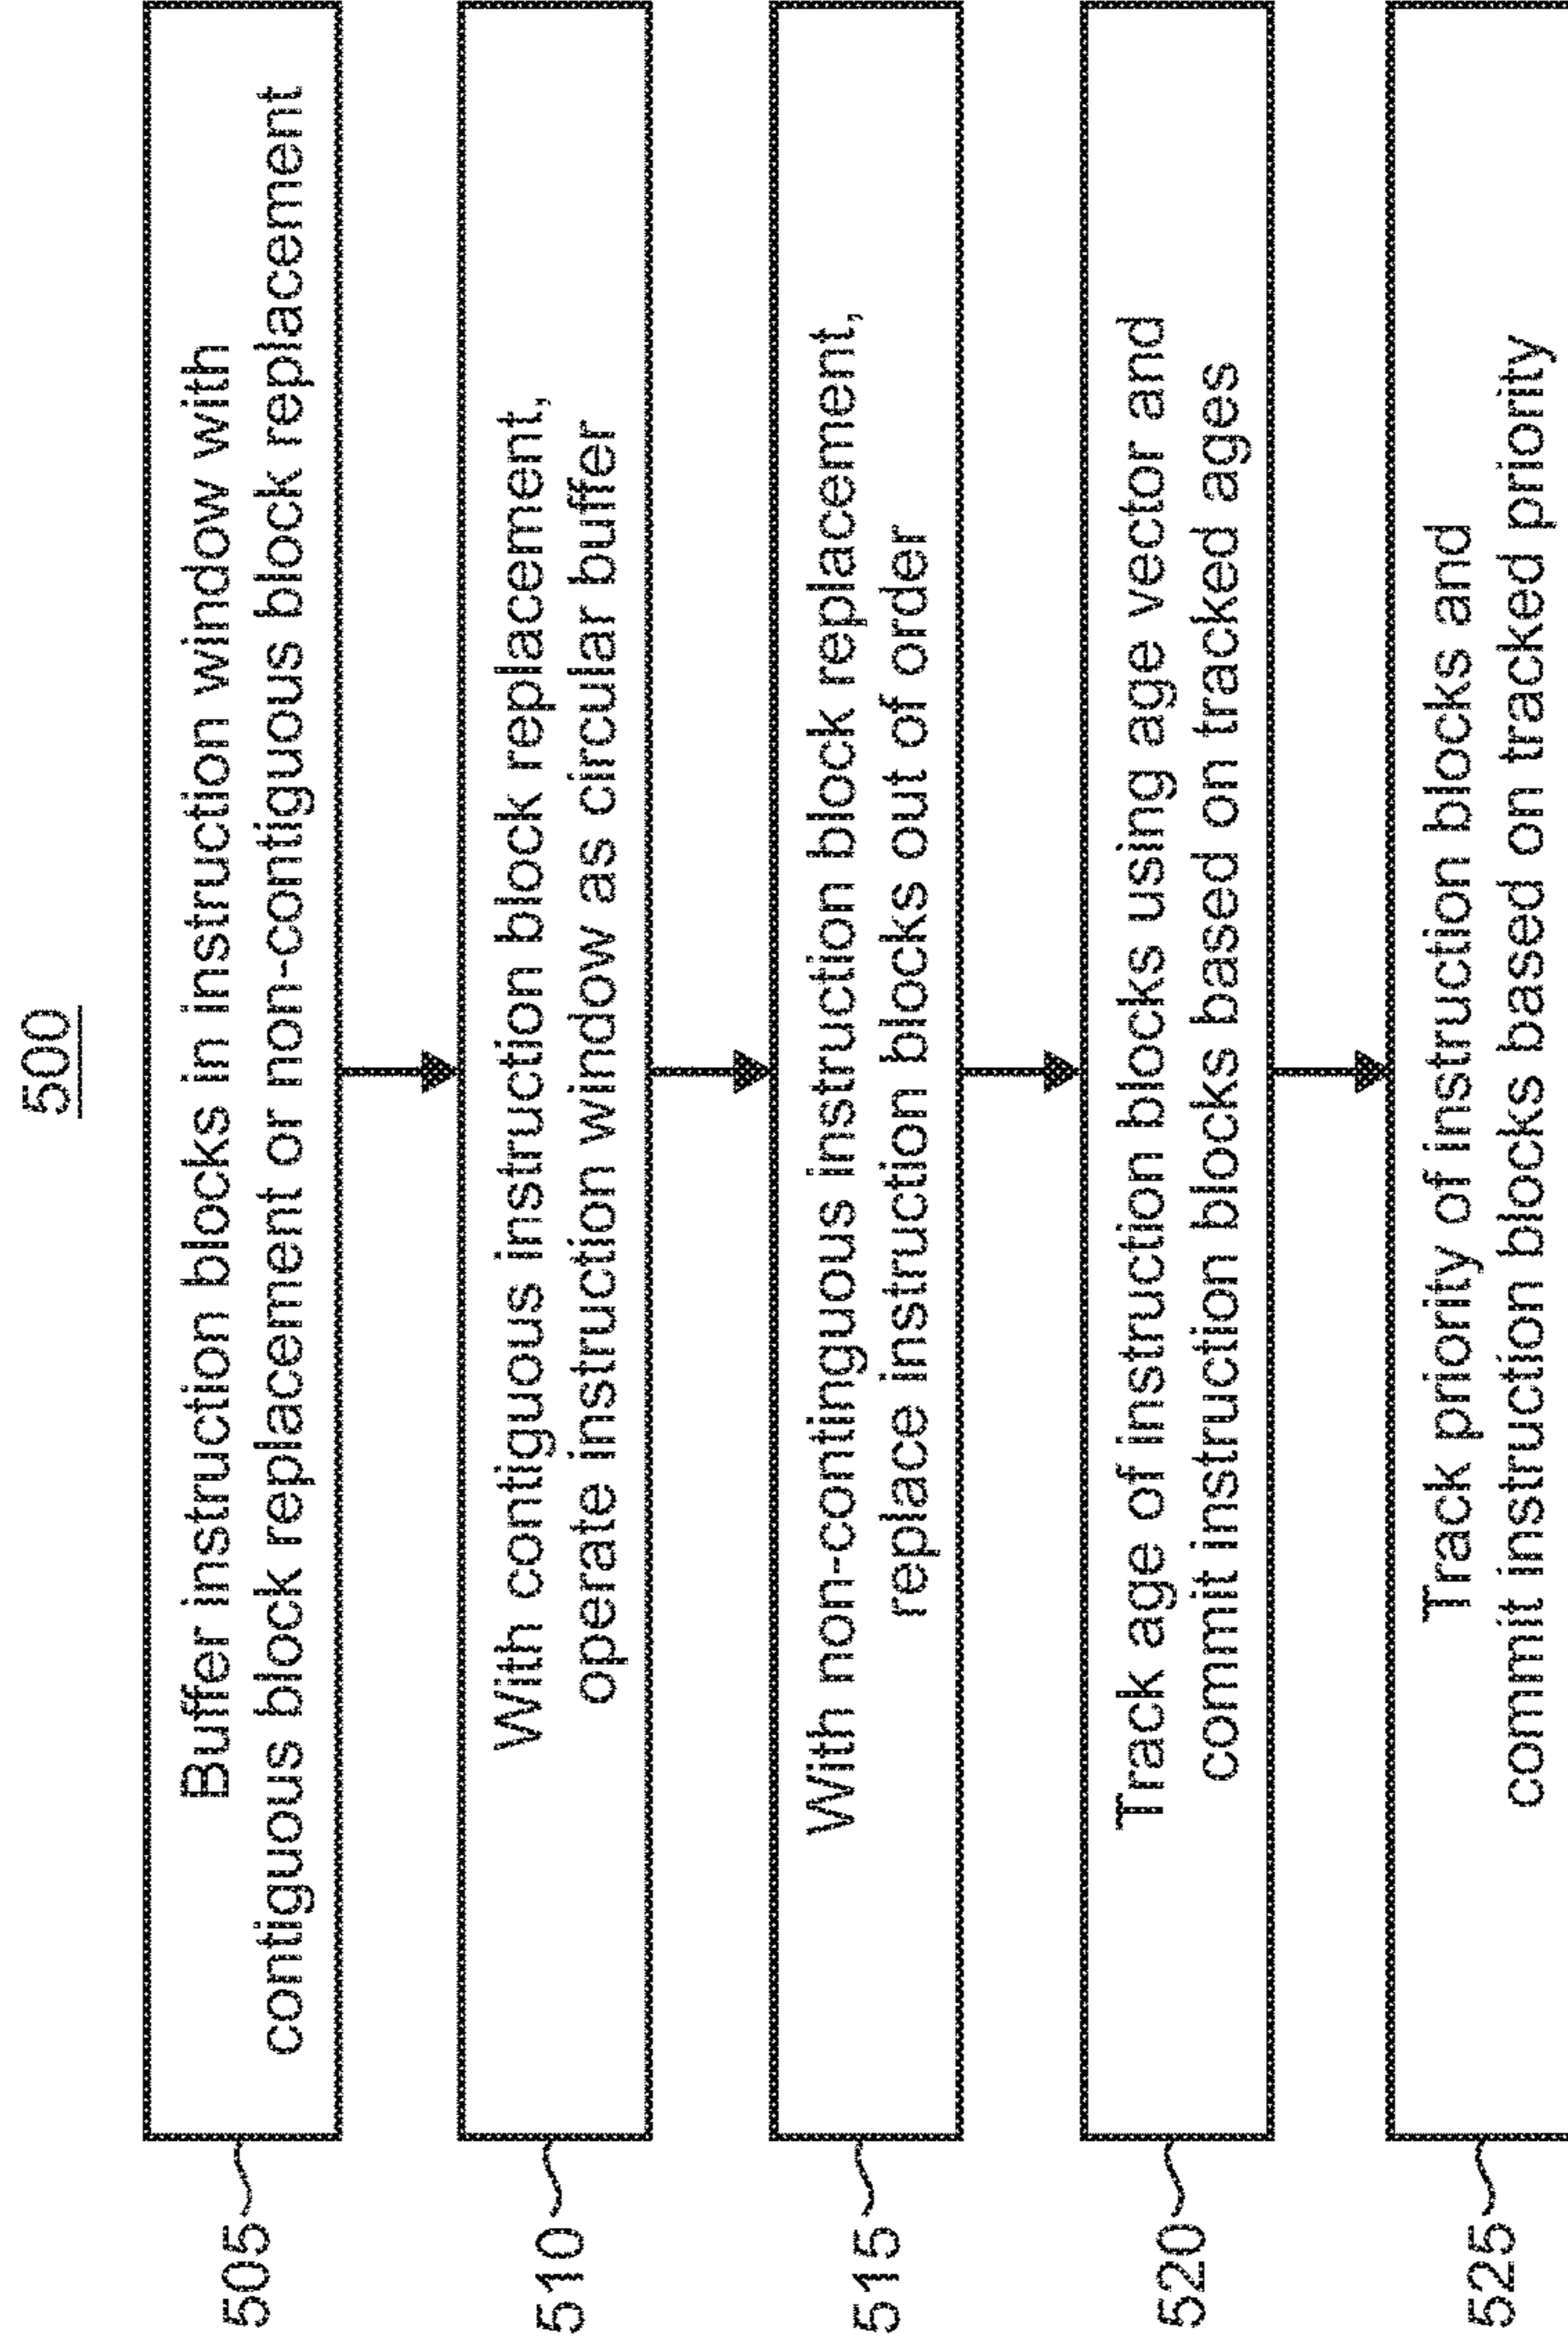 500
505
Buffer instruction blocks in instruction window with
contiguous block replacement or non-contiguous block replacement
510
With contiguous instruction block replacement,
operate instruction window as circular buffer
515
With non-continguous instruction block replacement,
replace instruction blocks out of order
520
Track age of instruction blocks using age vector and
commit instruction blocks based on tracked ages
525
Track priority of instruction blocks and
commit instruction blocks based on tracked priority